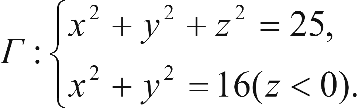 Γ: { x² + y² + z² = 25,
x² + y² = 16(z < 0).